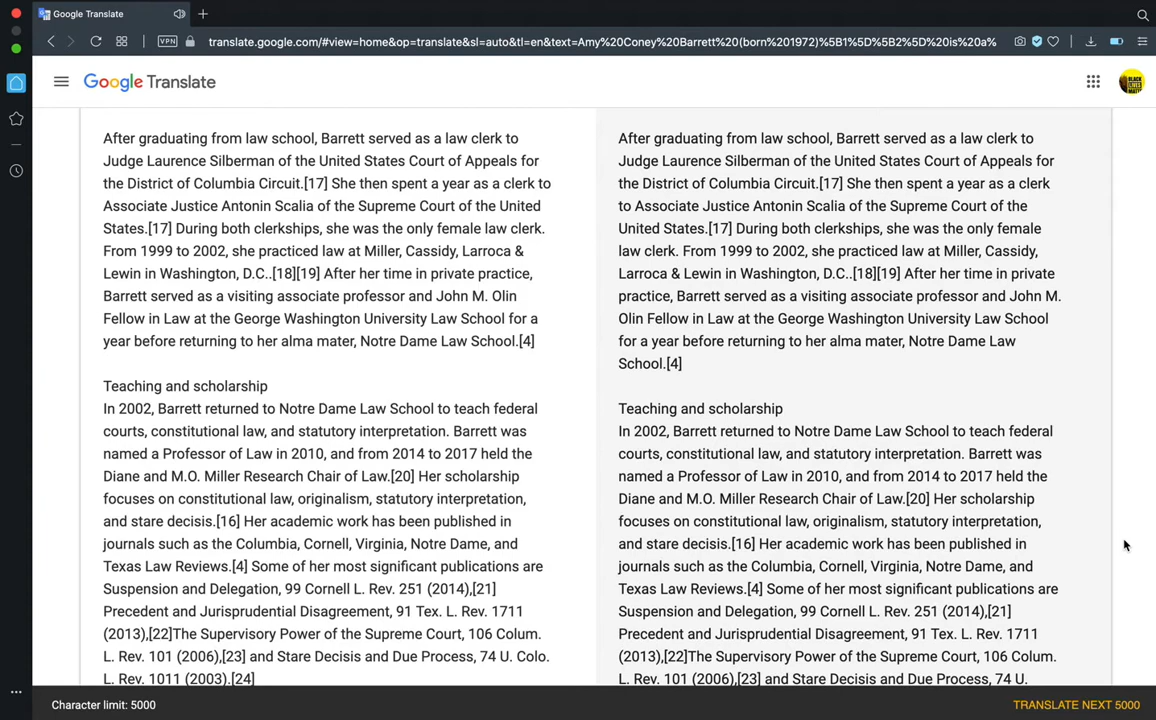 Google Translate
VPN
translate.google.com/#view=home&op=translate&sl=auto&tl=en&text=Amy%20Coney%20Barrett%20(born%201972)%5B1%5D%5B2%5D%20is%20a%
Google Translate
BLACK
LIVES
MATTER
After graduating from law school, Barrett served as a law clerk to
Judge Laurence Silberman of the United States Court of Appeals for
the District of Columbia Circuit.[17] She then spent a year as a clerk to
Associate Justice Antonin Scalia of the Supreme Court of the United
States.[17] During both clerkships, she was the only female law clerk.
From 1999 to 2002, she practiced law at Miller, Cassidy, Larroca &
Lewin in Washington, D.C..[18][19] After her time in private practice,
Barrett served as a visiting associate professor and John M. Olin
Fellow in Law at the George Washington University Law School for a
year before returning to her alma mater, Notre Dame Law School.[4]
Teaching and scholarship
In 2002, Barrett returned to Notre Dame Law School to teach federal
courts, constitutional law, and statutory interpretation. Barrett was
named a Professor of Law in 2010, and from 2014 to 2017 held the
Diane and M.O. Miller Research Chair of Law.[20] Her scholarship
focuses on constitutional law, originalism, statutory interpretation,
and stare decisis.[16] Her academic work has been published in
journals such as the Columbia, Cornell, Virginia, Notre Dame, and
Texas Law Reviews.[4] Some of her most significant publications are
Suspension and Delegation, 99 Cornell L. Rev. 251 (2014),[21]
Precedent and Jurisprudential Disagreement, 91 Tex. L. Rev. 1711
(2013),[22]The Supervisory Power of the Supreme Court, 106 Colum.
L. Rev. 101 (2006),[23] and Stare Decisis and Due Process, 74 U. Colo.
L. Rev. 1011 (2003).[24]
After graduating from law school, Barrett served as a law clerk to
Judge Laurence Silberman of the United States Court of Appeals for
the District of Columbia Circuit.[17] She then spent a year as a clerk
to Associate Justice Antonin Scalia of the Supreme Court of the
United States.[17] During both clerkships, she was the only female
law clerk. From 1999 to 2002, she practiced law at Miller, Cassidy,
Larroca & Lewin in Washington, D.C..[18][19] After her time in private
practice, Barrett served as a visiting associate professor and John M.
Olin Fellow in Law at the George Washington University Law School
for a year before returning to her alma mater, Notre Dame Law
School.[4]
Teaching and scholarship
In 2002, Barrett returned to Notre Dame Law School to teach federal
courts, constitutional law, and statutory interpretation. Barrett was
named a Professor of Law in 2010, and from 2014 to 2017 held the
Diane and M.O. Miller Research Chair of Law.[20] Her scholarship
focuses on constitutional law, originalism, statutory interpretation,
and stare decisis.[16] Her academic work has been published in
journals such as the Columbia, Cornell, Virginia, Notre Dame, and
Texas Law Reviews.[4] Some of her most significant publications are
Suspension and Delegation, 99 Cornell L. Rev. 251 (2014),[21]
Precedent and Jurisprudential Disagreement, 91 Tex. L. Rev. 1711
(2013),[22]The Supervisory Power of the Supreme Court, 106 Colum.
L. Rev. 101 (2006),[23] and Stare Decisis and Due Process, 74 U.
Character limit: 5000
TRANSLATE NEXT 5000